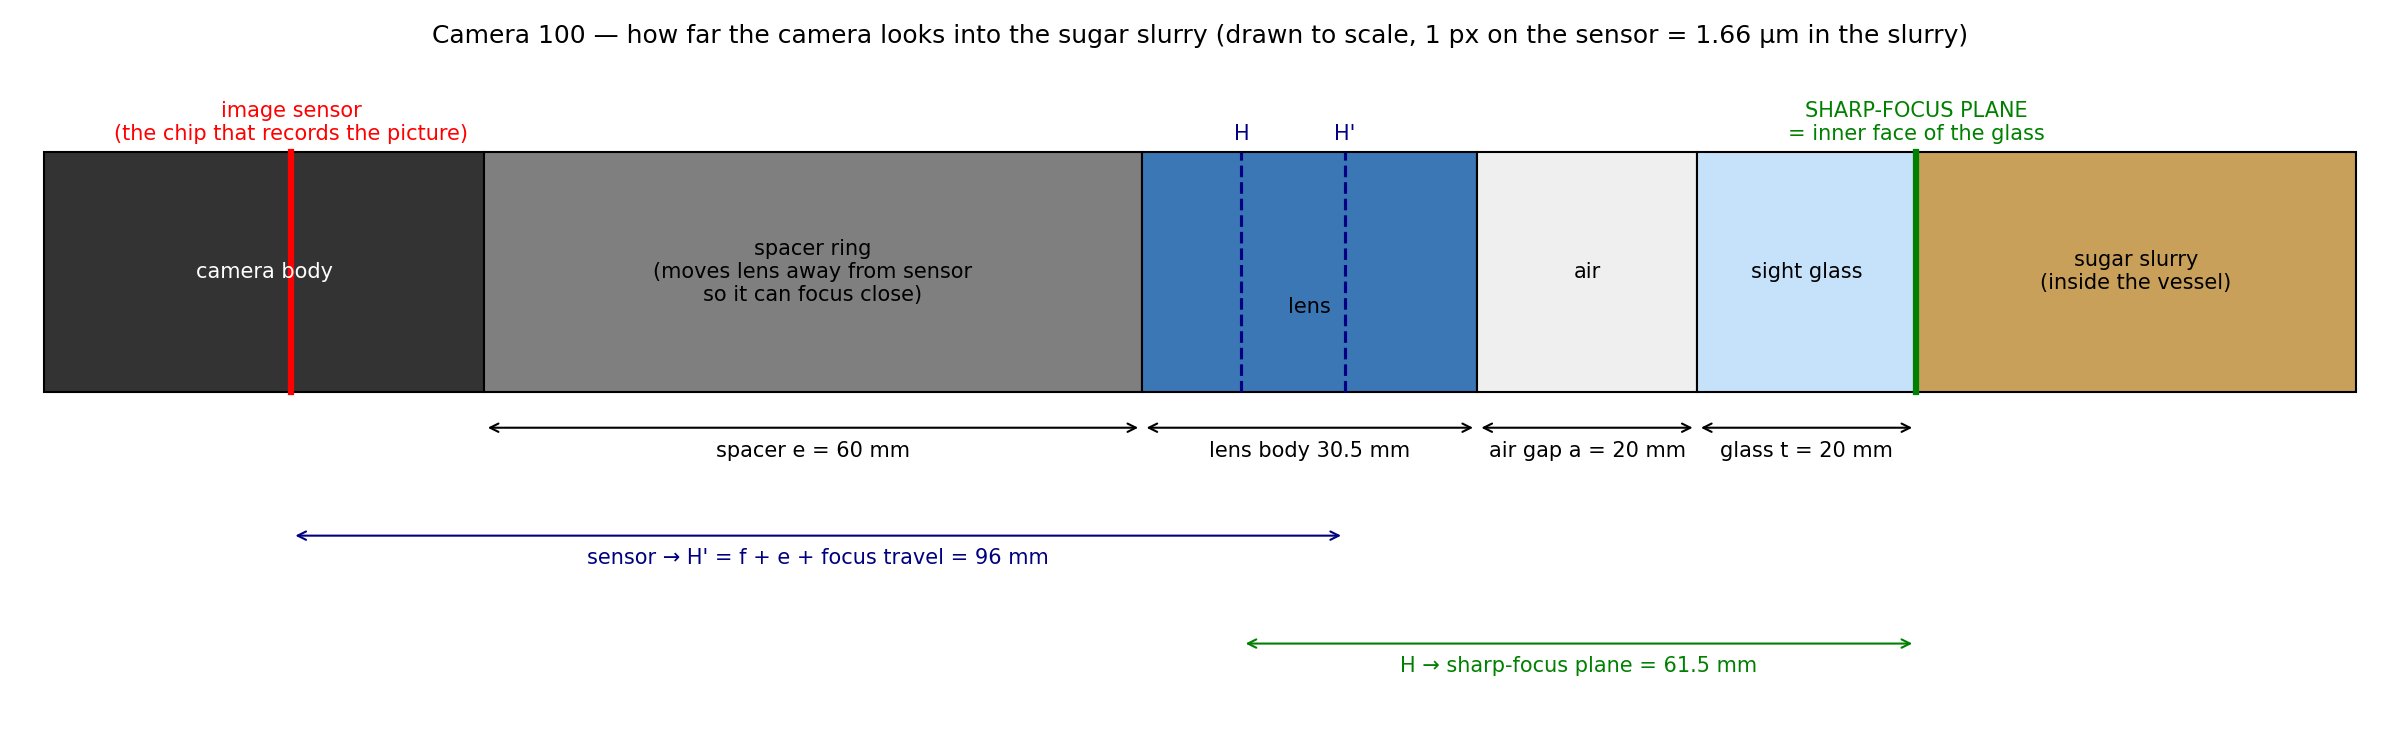 Camera 100 — how far the camera looks into the sugar slurry (drawn to scale, 1 px on the sensor = 1.66 µm in the slurry)
image sensor
(the chip that records the picture)
H
H'
SHARP-FOCUS PLANE
= inner face of the glass
camera body
spacer ring
(moves lens away from sensor
so it can focus close)
lens
air
sight glass
sugar slurry
(inside the vessel)
spacer e = 60 mm
lens body 30.5 mm
air gap a = 20 mm
glass t = 20 mm
sensor → H' = f + e + focus travel = 96 mm
H → sharp-focus plane = 61.5 mm